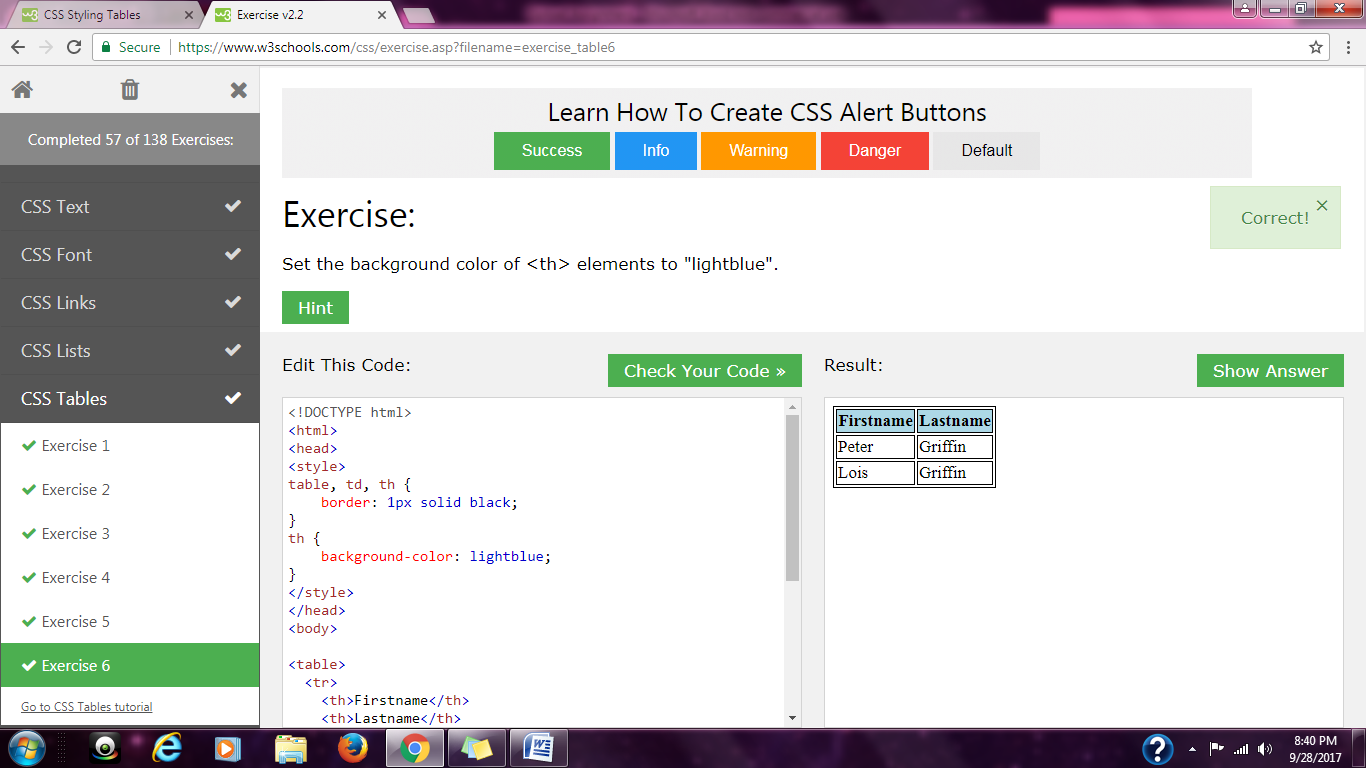 CSS Styling Tables
Exercise v2.2
Secure https://www.w3schools.com/css/exercise.asp?filename=exercise_table6
Completed 57 of 138 Exercises:
CSS Text
CSS Font
CSS Links
CSS Lists
CSS Tables
Exercise 1
Exercise 2
Exercise 3
Exercise 4
Exercise 5
Exercise 6
Go to CSS Tables tutorial
Learn How To Create CSS Alert Buttons
Success Info Warning Danger Default
Exercise:
Correct!
Set the background color of <th> elements to "lightblue".
Hint
Edit This Code:
Check Your Code »
<!DOCTYPE html>
<html>
<head>
<style>
table, td, th {
    border: 1px solid black;
}
th {
    background-color: lightblue;
}
</style>
</head>
<body>
<table>
  <tr>
    <th>Firstname</th>
    <th>Lastname</th>
Result:
Show Answer
Firstname Lastname
Peter Griffin
Lois Griffin
8:40 PM
9/28/2017